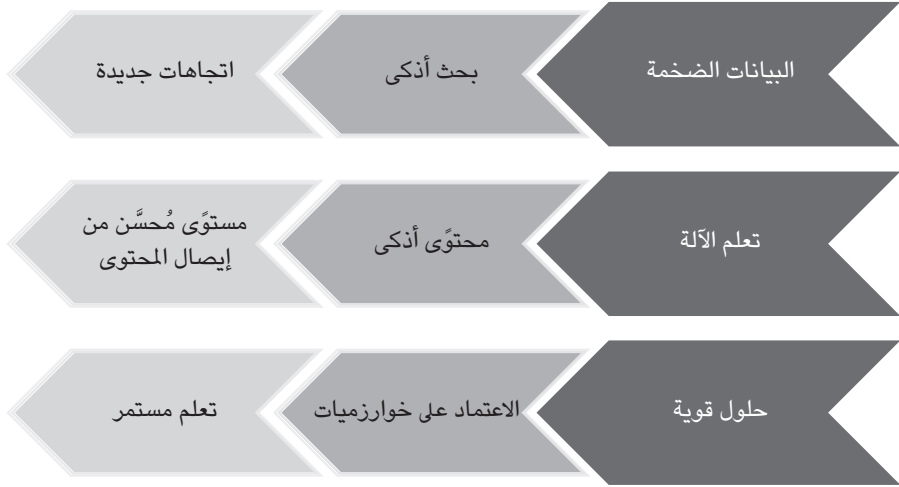 البيانات الضخمة
بحث أذكى
اتجاهات جديدة
تعلم الآلة
محتوًى أذكى
مستوًى مُحسَّن من
إيصال المحتوى
حلول قوية
الاعتماد على خوارزميات
تعلم مستمر